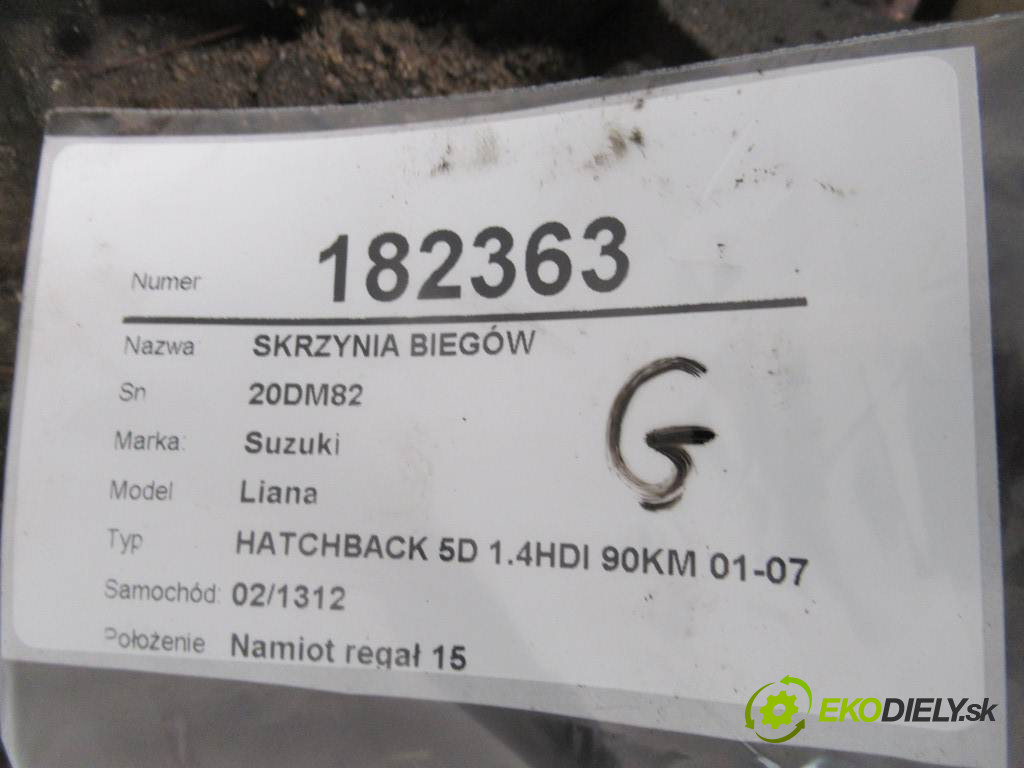 Numer 182363
Nazwa SKRZYNIA BIEGÓW
Sn 20DM82
Marka: Suzuki
Model Liana
Typ HATCHBACK 5D 1.4HDI 90KM 01-07
Samochód: 02/1312
Położenie Namiot regał 15
G
EKODIELY.sk